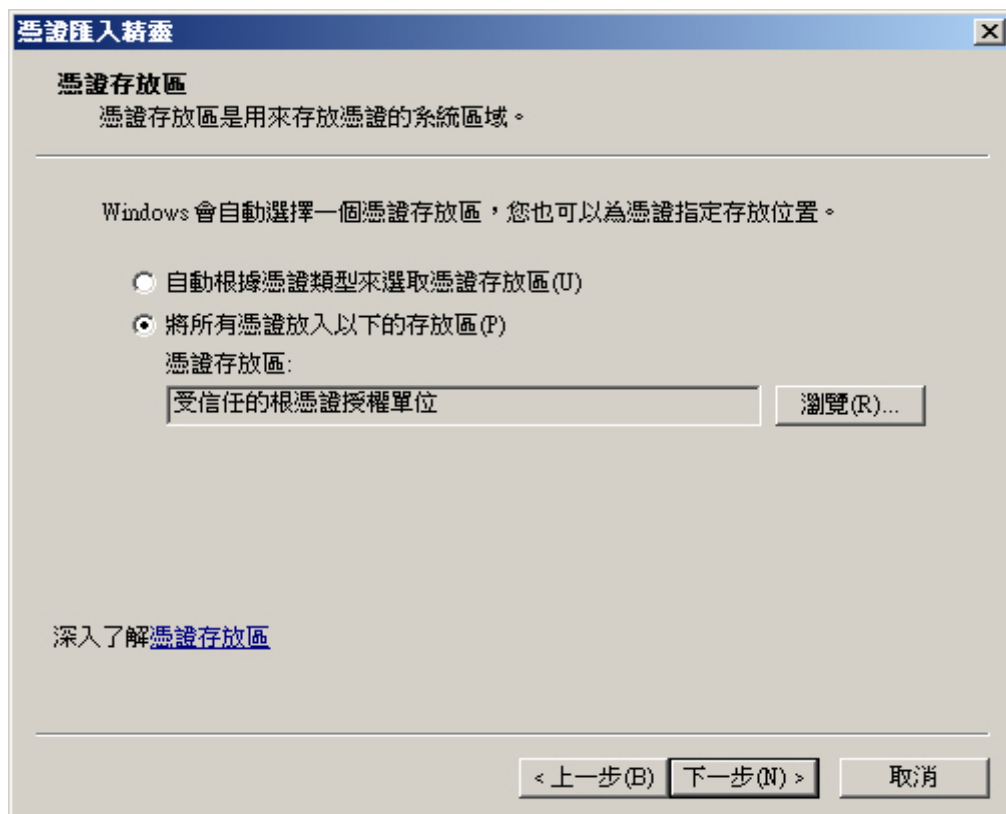 憑證匯入精靈
憑證存放區
憑證存放區是用來存放憑證的系統區域。
Windows 會自動選擇一個憑證存放區，您也可以為憑證指定存放位置。
自動根據憑證類型來選取憑證存放區(U)
將所有憑證放入以下的存放區(P)
憑證存放區:
受信任的根憑證授權單位
瀏覽(R)...
深入了解憑證存放區
< 上一步(B)
下一步(N) >
取消